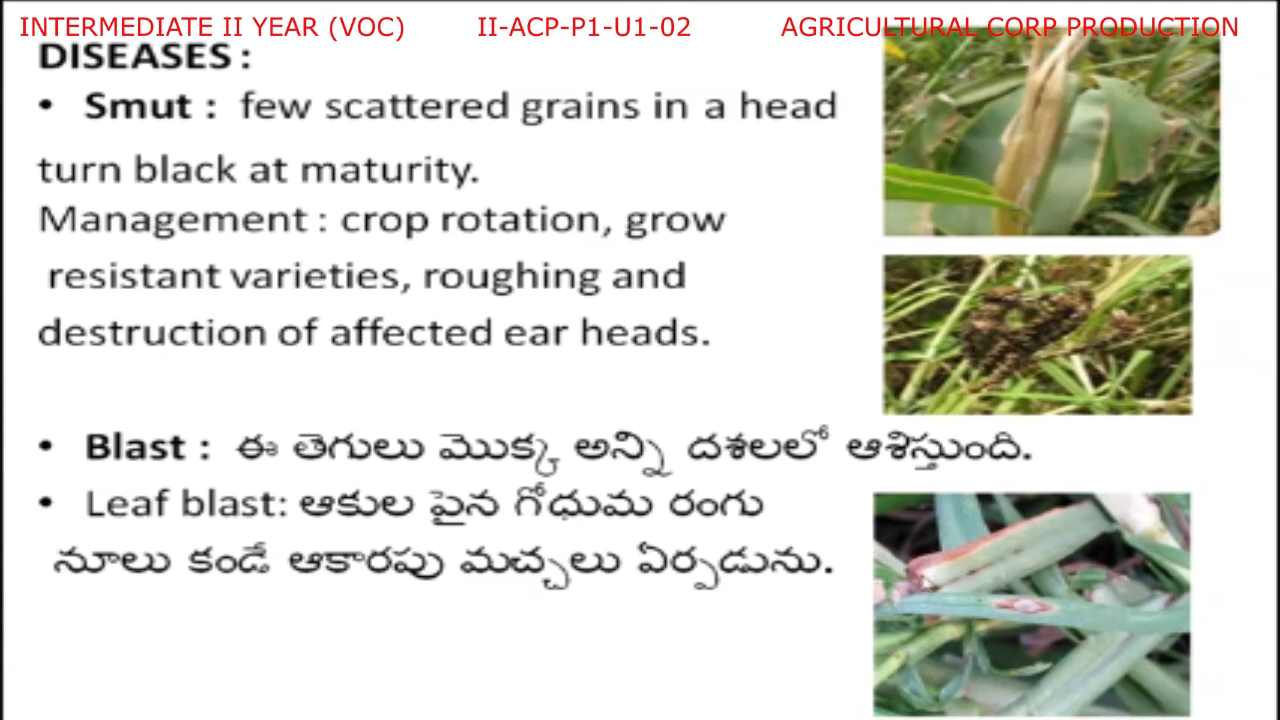 INTERMEDIATE II YEAR (VOC) II-ACP-P1-U1-02 AGRICULTURAL CORP PRODUCTION
DISEASES :
• Smut : few scattered grains in a head
turn black at maturity.
Management : crop rotation, grow
resistant varieties, roughing and
destruction of affected ear heads.
• Blast : ఈ తెగులు మొక్క అన్ని దశలలో ఆశిస్తుంది.
• Leaf blast: ఆకుల పైన గోధుమ రంగు
నూలు కండే ఆకారపు మచ్చలు ఏర్పడును.